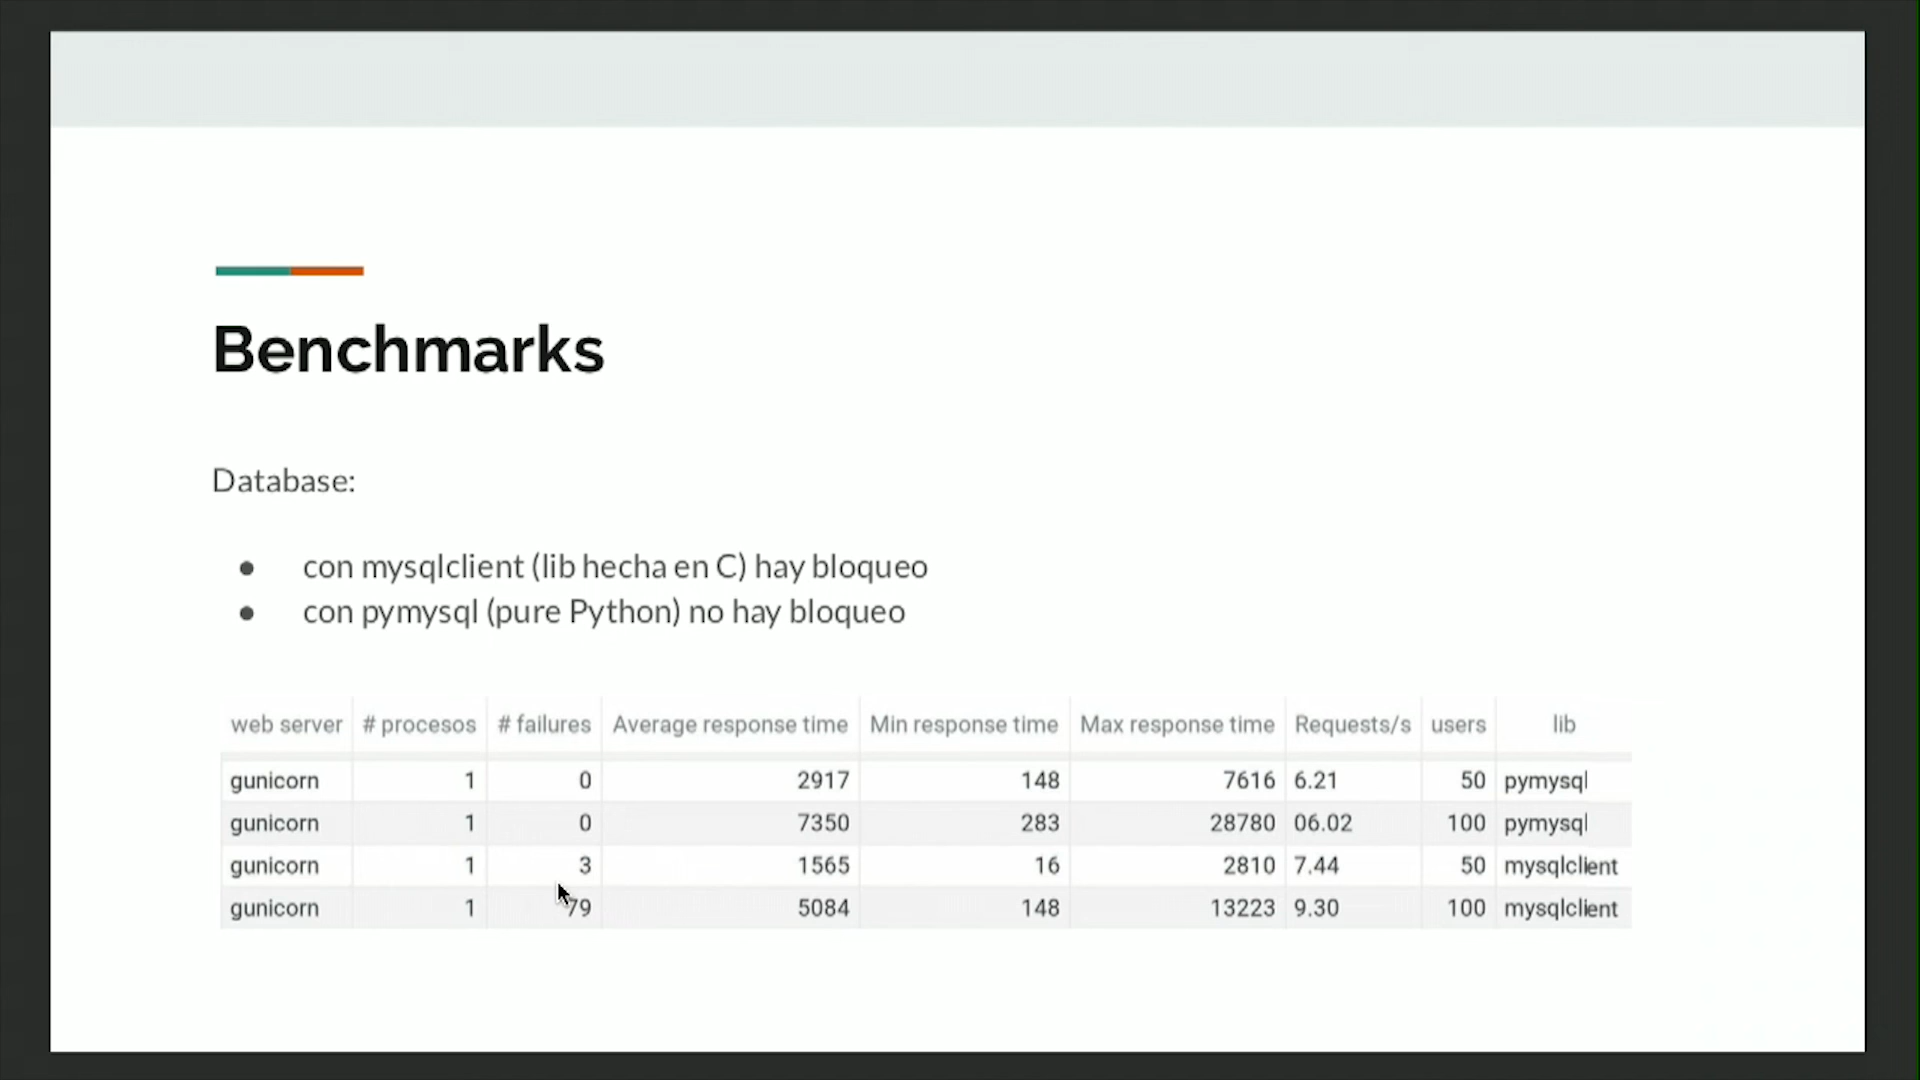 Benchmarks
Database:
● con mysqlclient (lib hecha en C) hay bloqueo
● con pymysql (pure Python) no hay bloqueo
web server # procesos # failures Average response time Min response time Max response time Requests/s users lib
gunicorn 1 0 2917 148 7616 6.21 50 pymysql
gunicorn 1 0 7350 283 28780 06.02 100 pymysql
gunicorn 1 3 1565 16 2810 7.44 50 mysqlclient
gunicorn 1 79 5084 148 13223 9.30 100 mysqlclient